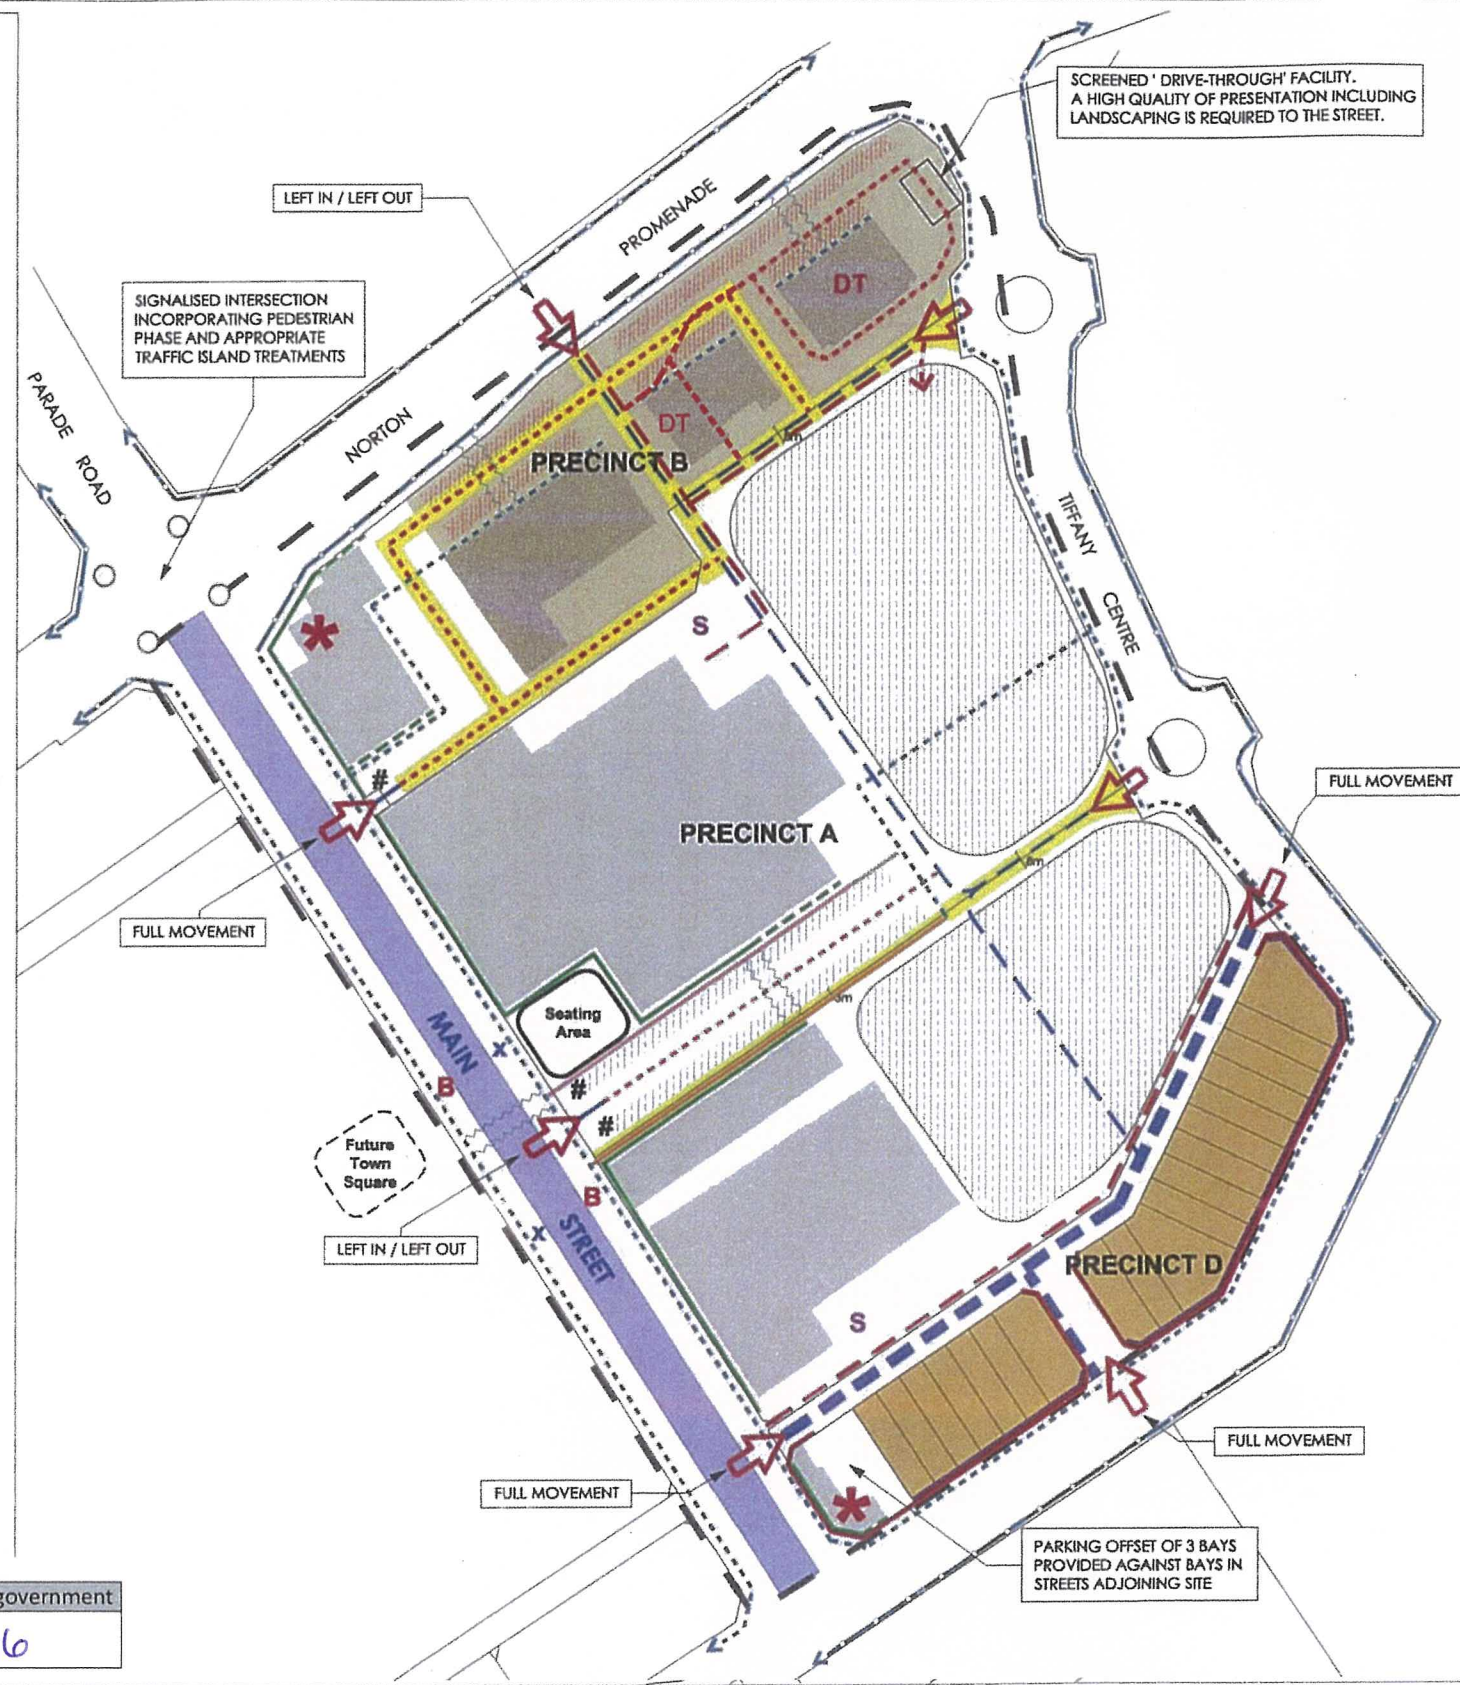 SCREENED ' DRIVE-THROUGH' FACILITY.
A HIGH QUALITY OF PRESENTATION INCLUDING
LANDSCAPING IS REQUIRED TO THE STREET.
LEFT IN / LEFT OUT
PROMENADE
SIGNALISED INTERSECTION
INCORPORATING PEDESTRIAN
PHASE AND APPROPRIATE
TRAFFIC ISLAND TREATMENTS
DT
PARADE ROAD
NORTON
DT
PRECINCT B
TIFFANY
CENTRE
*
S
#
FULL MOVEMENT
PRECINCT A
FULL MOVEMENT
Seating
Area
3m
MAIN
x
B
#
#
Future
Town
Square
B
x
STREET
LEFT IN / LEFT OUT
PRECINCT D
S
FULL MOVEMENT
FULL MOVEMENT
*
PARKING OFFSET OF 3 BAYS
PROVIDED AGAINST BAYS IN
STREETS ADJOINING SITE
government
6